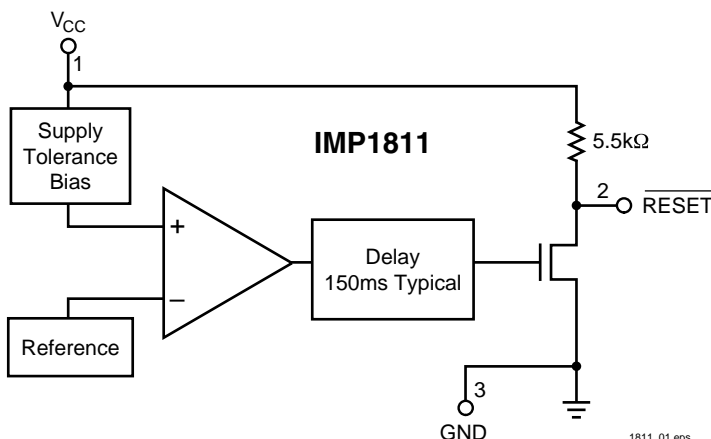 VCC
1
Supply
Tolerance
Bias
IMP1811
5.5kΩ
2
RESET
+
Delay
150ms Typical
–
Reference
3
GND
1811_01.eps